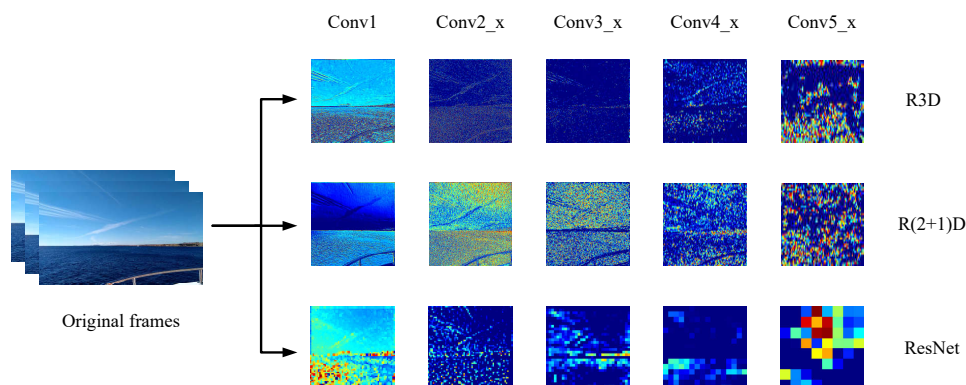 Conv1 Conv2_x Conv3_x Conv4_x Conv5_x
R3D
R(2+1)D
Original frames
ResNet